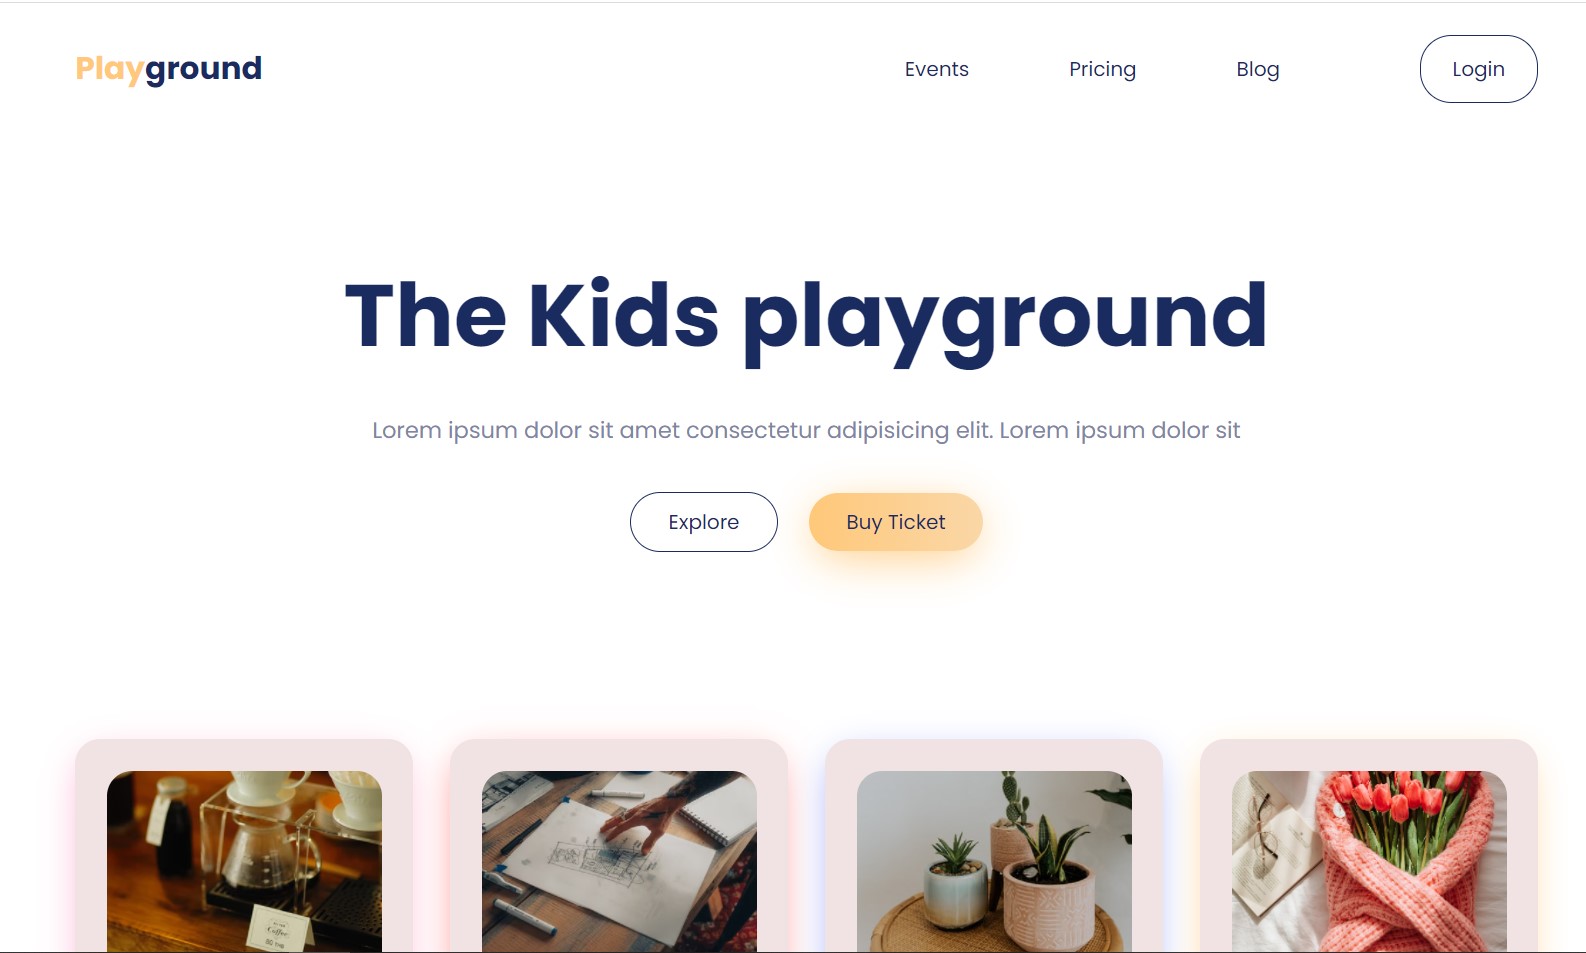 Playground
Events Pricing Blog Login
The Kids playground
Lorem ipsum dolor sit amet consectetur adipisicing elit. Lorem ipsum dolor sit
Explore Buy Ticket
Coffee